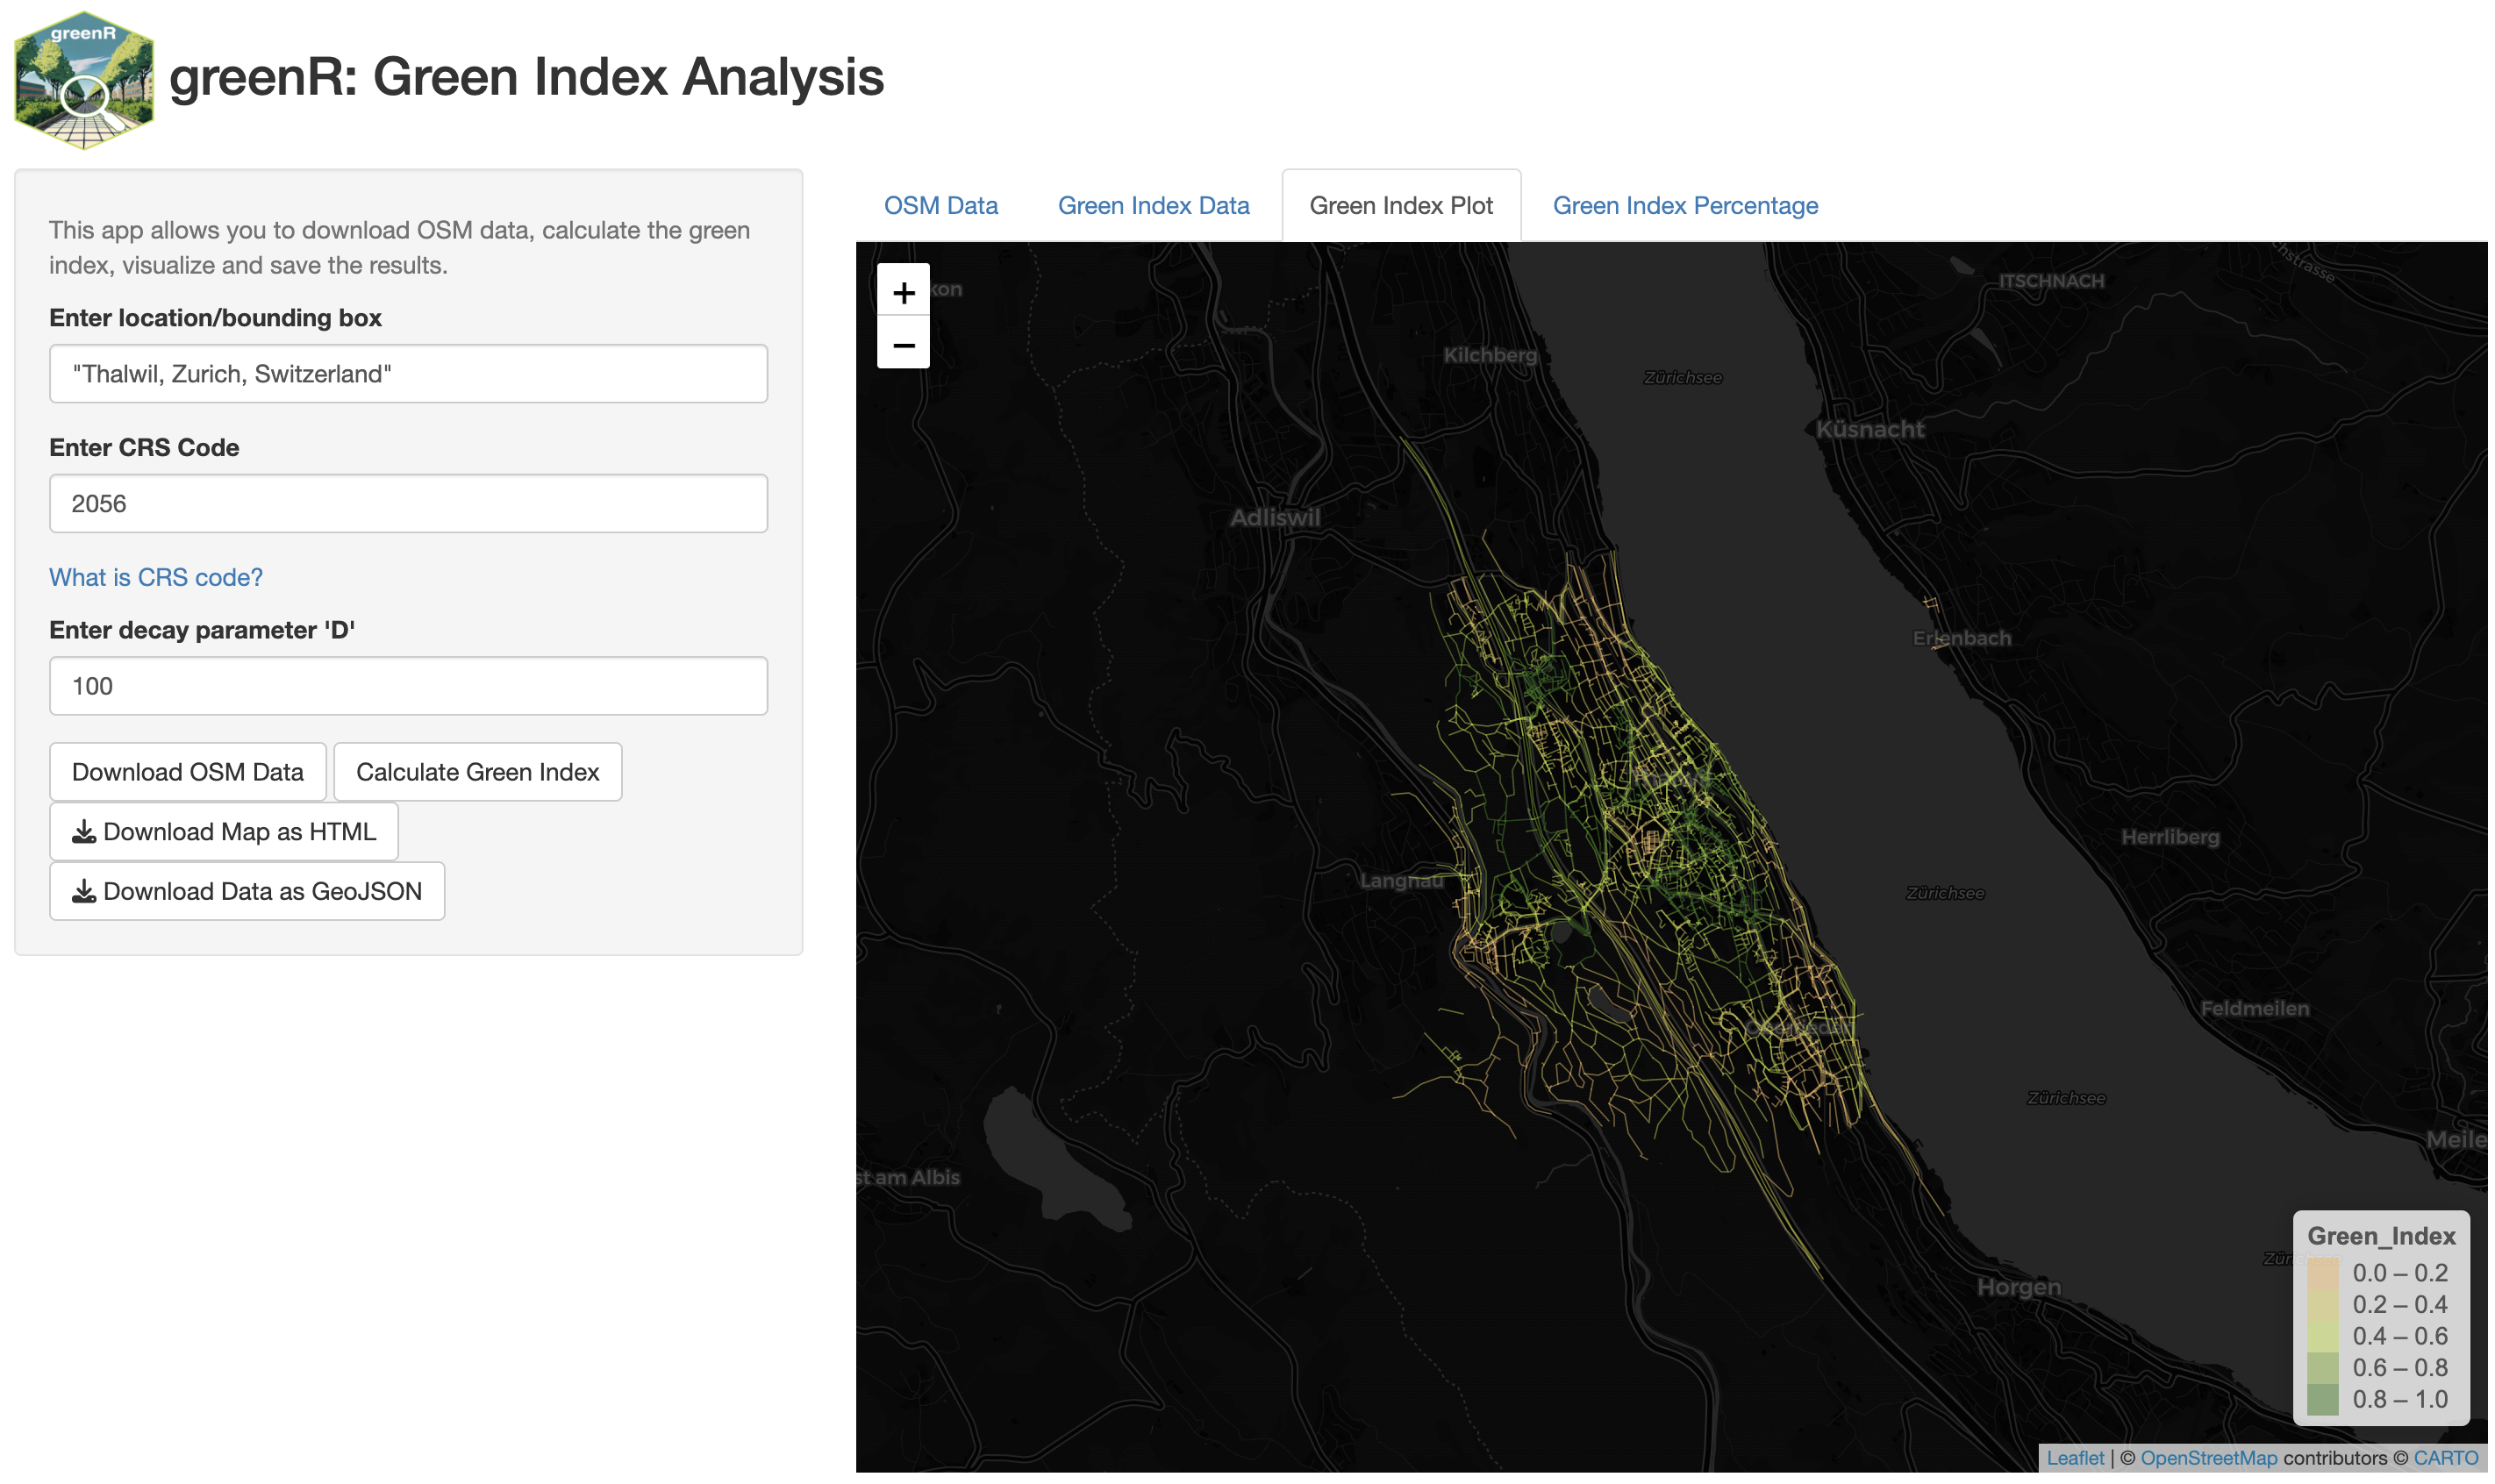 greenR
greenR: Green Index Analysis
This app allows you to download OSM data, calculate the green
index, visualize and save the results.
Enter location/bounding box
"Thalwil, Zurich, Switzerland"
Enter CRS Code
2056
What is CRS code?
Enter decay parameter 'D'
100
Download OSM Data
Calculate Green Index
Download Map as HTML
Download Data as GeoJSON
OSM Data
Green Index Data
Green Index Plot
Green Index Percentage
+
−
ITSCHNACH
Kilchberg
Zürichsee
Küsnacht
Adliswil
Erlenbach
Herrliberg
Langnau
Zürichsee
Feldmeilen
Zürichsee
Meile
st am Albis
Horgen
Green_Index
0.0 – 0.2
0.2 – 0.4
0.4 – 0.6
0.6 – 0.8
0.8 – 1.0
Leaflet | © OpenStreetMap contributors © CARTO